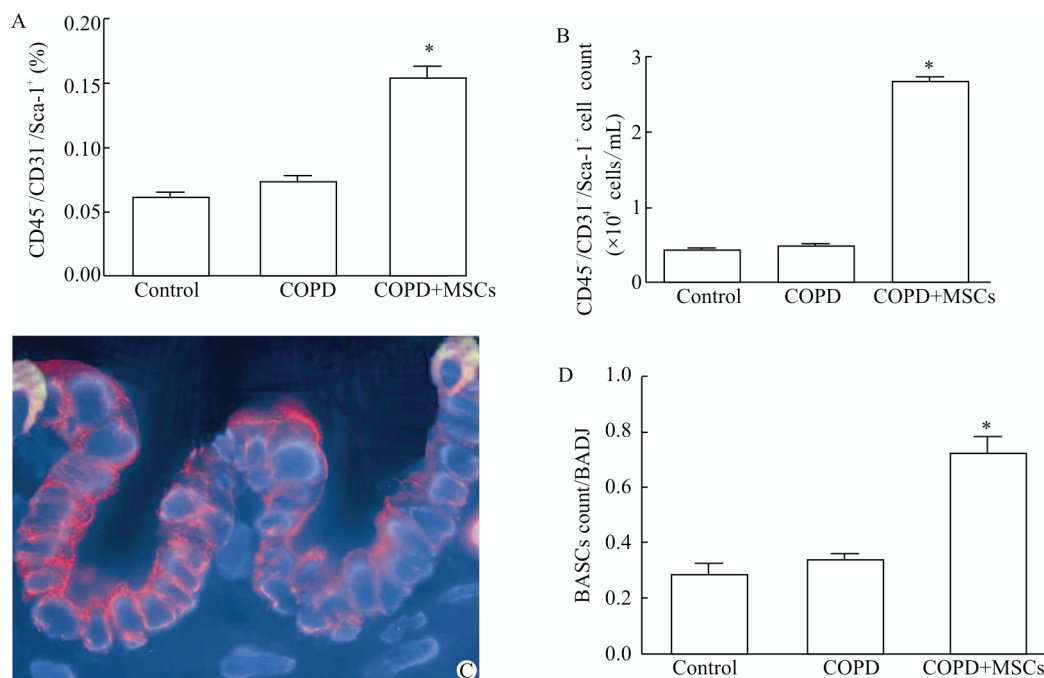 A
CD45⁻/CD31⁻/Sca-1⁺ (%)
0.20
0.15
0.10
0.05
0.00
*
Control
COPD
COPD+MSCs
B
CD45⁻/CD31⁻/Sca-1⁺ cell count
(×10⁴ cells/mL)
3
2
1
0
*
Control
COPD
COPD+MSCs
C
D
BASCs count/BADJ
1.0
0.8
0.6
0.4
0.2
0.0
*
Control
COPD
COPD+MSCs